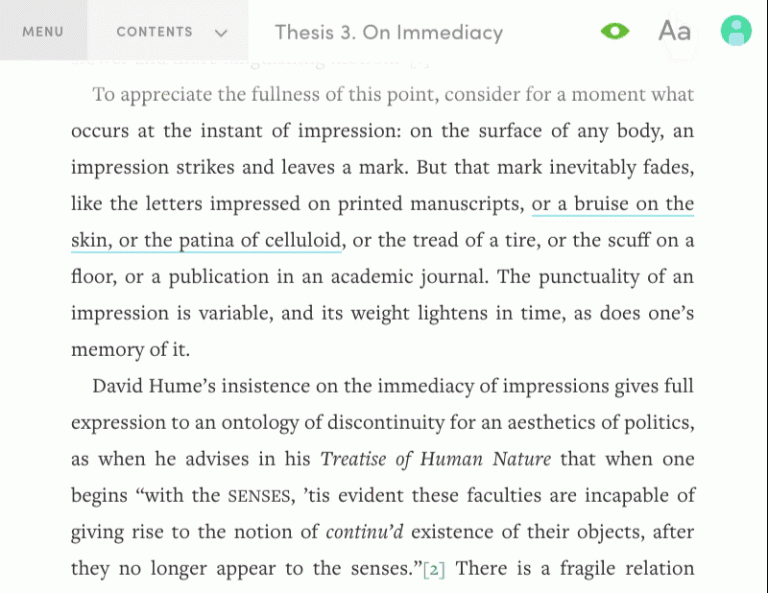 MENU
CONTENTS
Thesis 3. On Immediacy
Aa
To appreciate the fullness of this point, consider for a moment what
occurs at the instant of impression: on the surface of any body, an
impression strikes and leaves a mark. But that mark inevitably fades,
like the letters impressed on printed manuscripts, or a bruise on the
skin, or the patina of celluloid, or the tread of a tire, or the scuff on a
floor, or a publication in an academic journal. The punctuality of an
impression is variable, and its weight lightens in time, as does one’s
memory of it.
David Hume’s insistence on the immediacy of impressions gives full
expression to an ontology of discontinuity for an aesthetics of politics,
as when he advises in his Treatise of Human Nature that when one
begins “with the SENSES, ’tis evident these faculties are incapable of
giving rise to the notion of continu’d existence of their objects, after
they no longer appear to the senses.”[2] There is a fragile relation